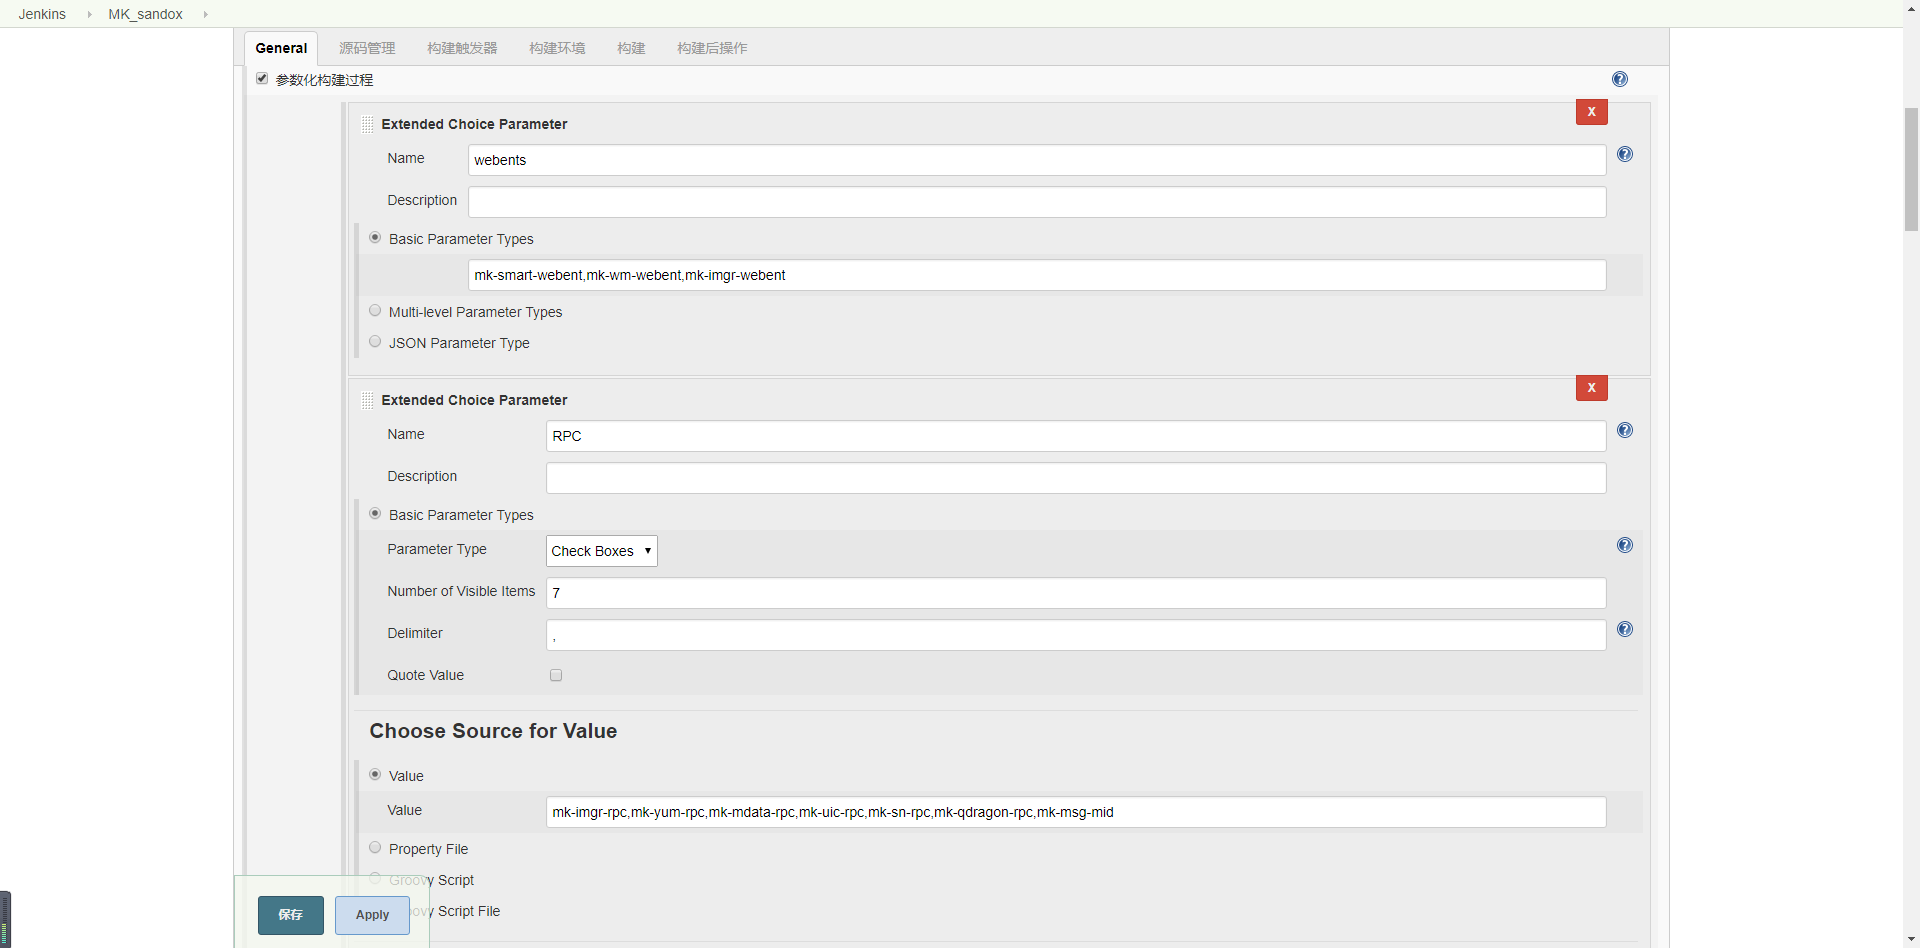 Jenkins MK_sandox
General 源码管理 构建触发器 构建环境 构建 构建后操作
参数化构建过程
X
Extended Choice Parameter
Name webents
Description
Basic Parameter Types
mk-smart-webent,mk-wm-webent,mk-imgr-webent
Multi-level Parameter Types
JSON Parameter Type
X
Extended Choice Parameter
Name RPC
Description
Basic Parameter Types
Parameter Type Check Boxes
Number of Visible Items 7
Delimiter ,
Quote Value
Choose Source for Value
Value
Value mk-imgr-rpc,mk-yum-rpc,mk-mdata-rpc,mk-uic-rpc,mk-sn-rpc,mk-qdragon-rpc,mk-msg-mid
Property File
Groovy Script
Script File
保存 Apply